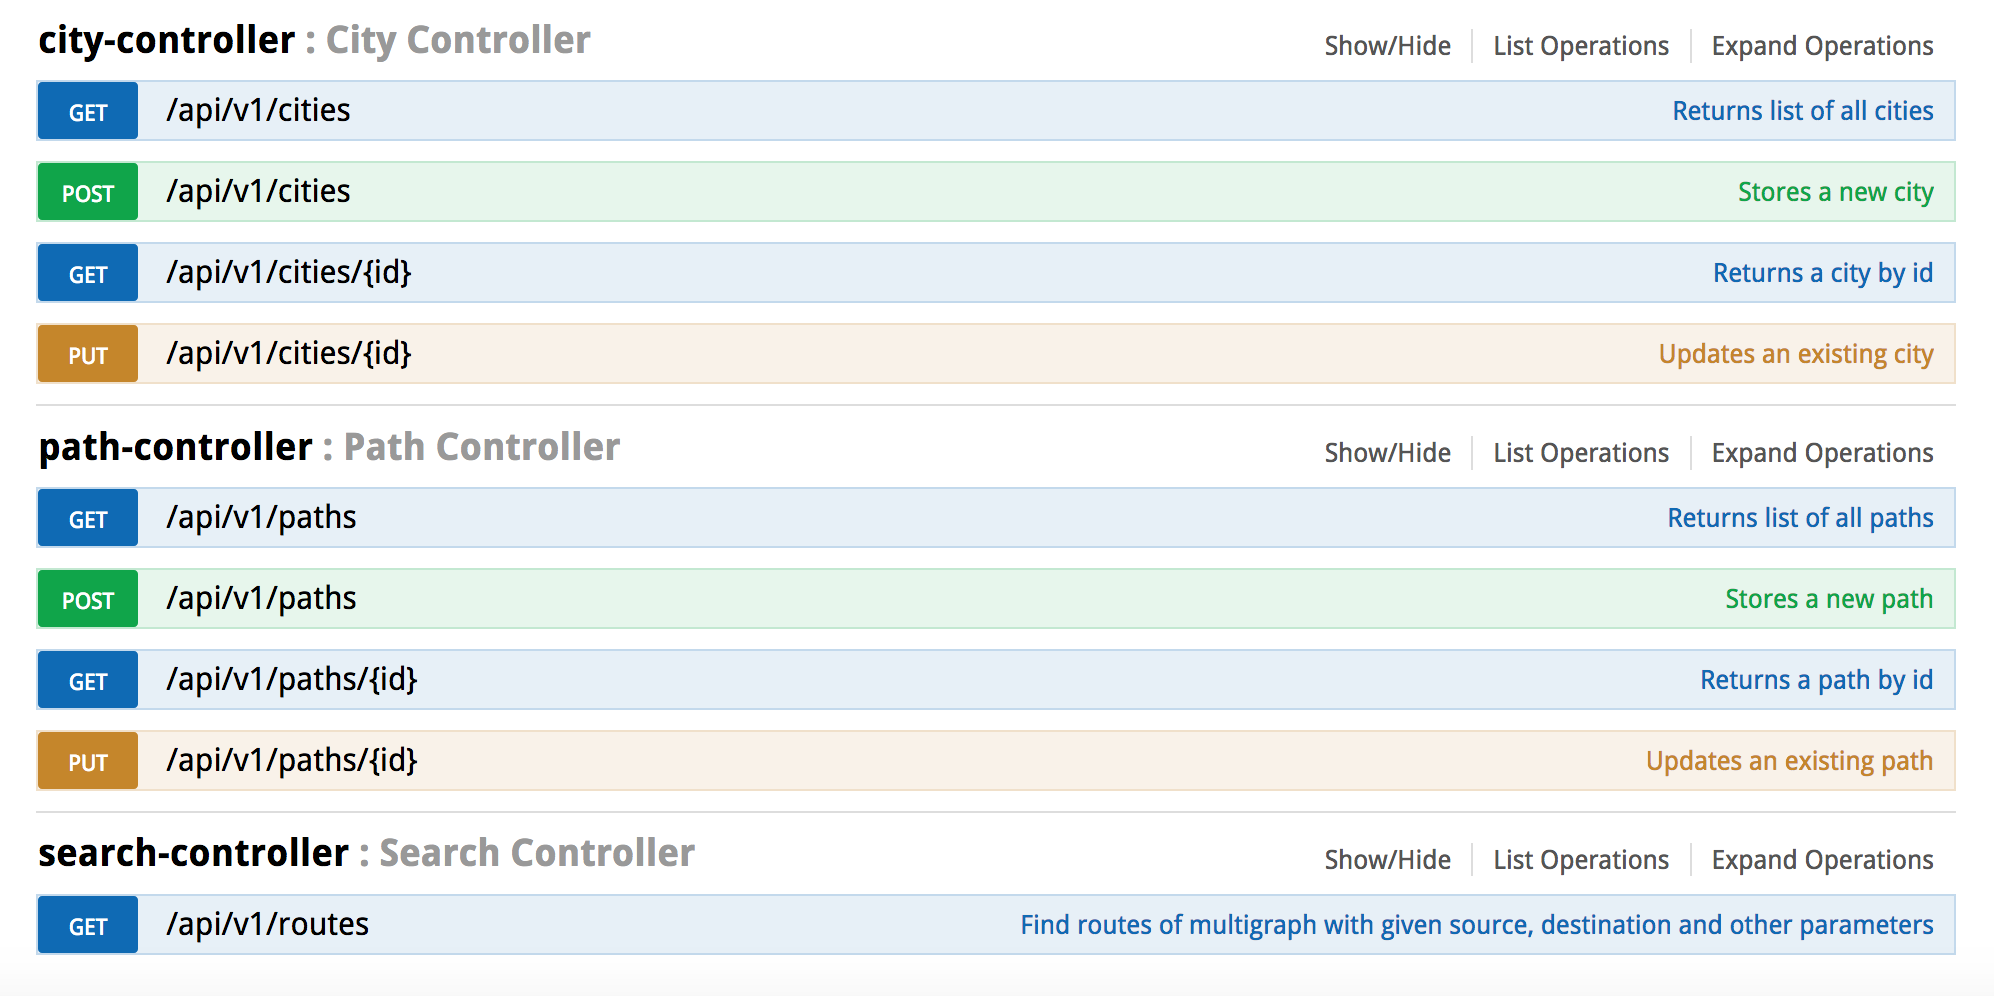 city-controller : City Controller Show/Hide List Operations Expand Operations
GET /api/v1/cities Returns list of all cities
POST /api/v1/cities Stores a new city
GET /api/v1/cities/{id} Returns a city by id
PUT /api/v1/cities/{id} Updates an existing city
path-controller : Path Controller Show/Hide List Operations Expand Operations
GET /api/v1/paths Returns list of all paths
POST /api/v1/paths Stores a new path
GET /api/v1/paths/{id} Returns a path by id
PUT /api/v1/paths/{id} Updates an existing path
search-controller : Search Controller Show/Hide List Operations Expand Operations
GET /api/v1/routes Find routes of multigraph with given source, destination and other parameters